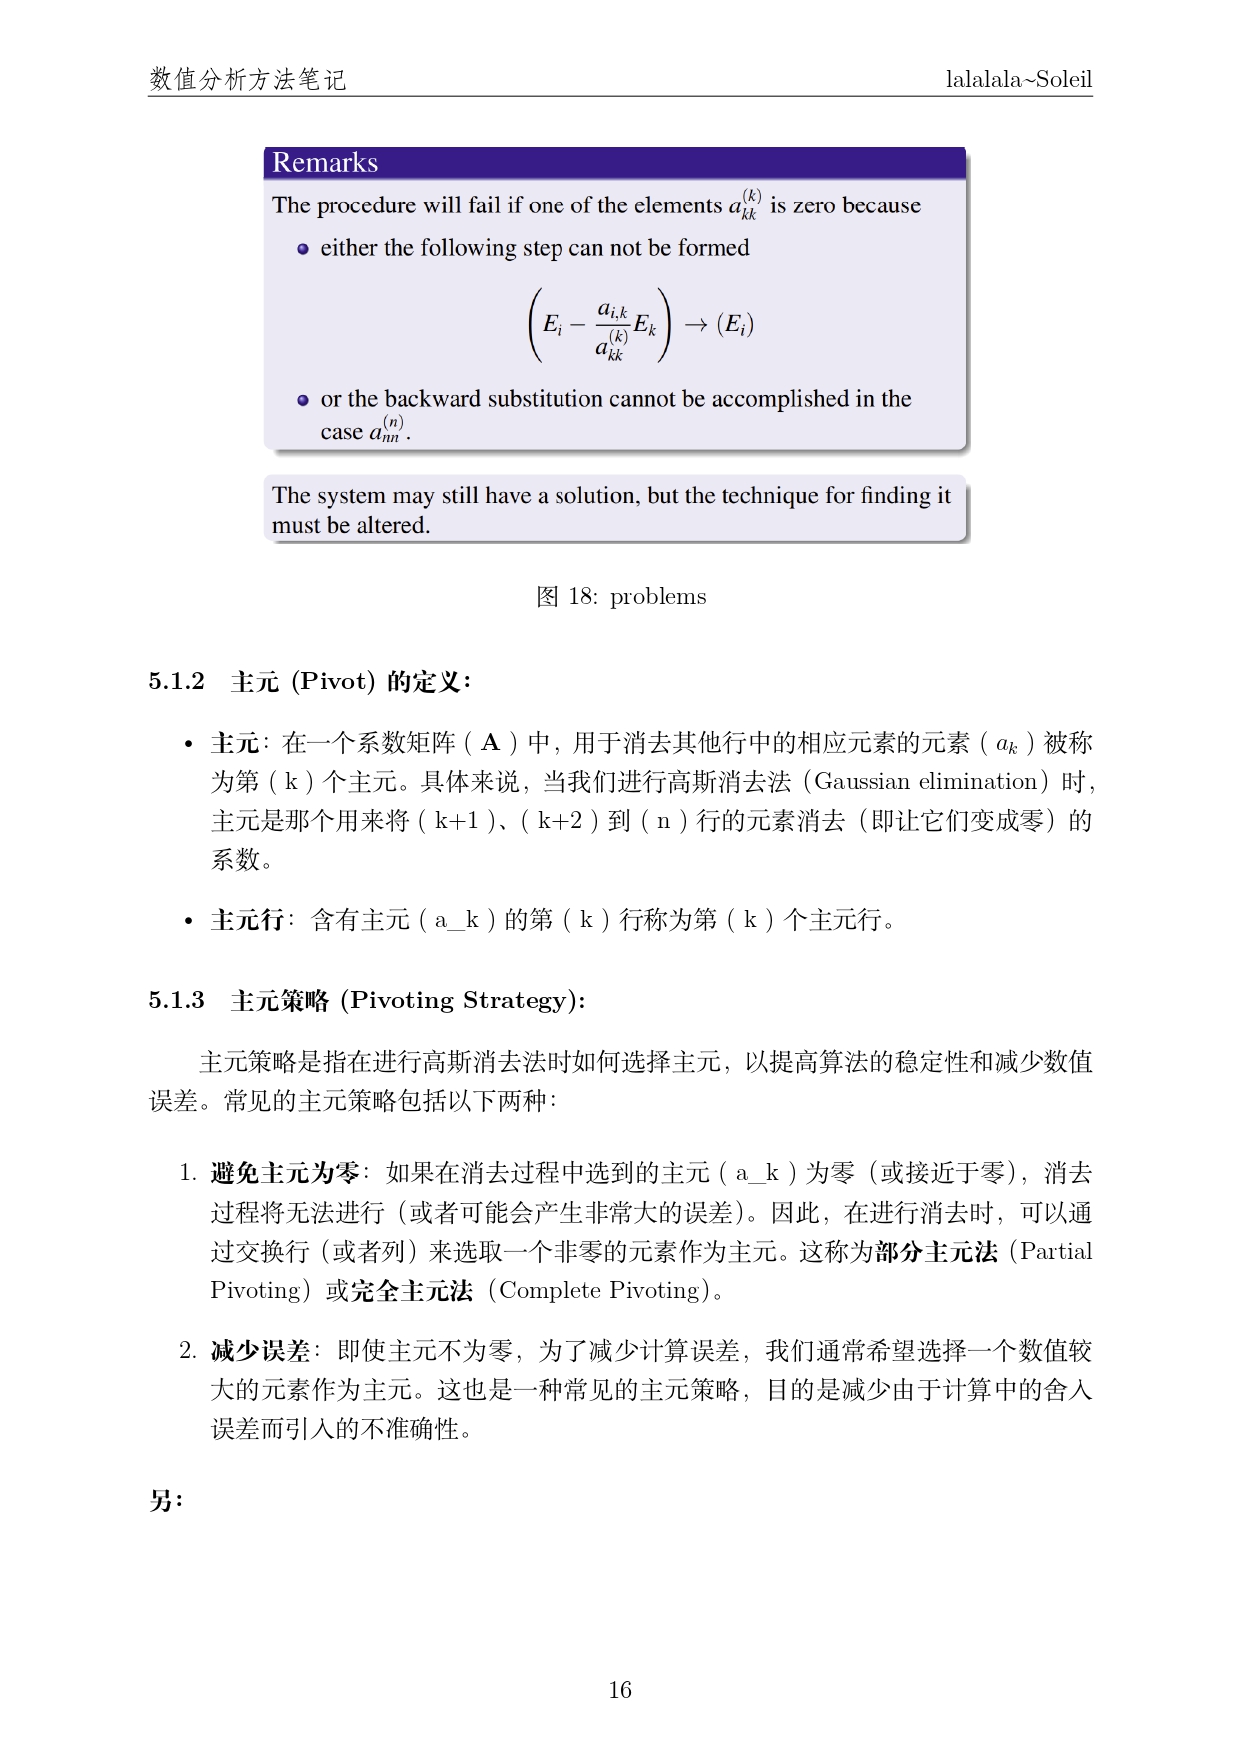 数值分析方法笔记 lalalala~Soleil
Remarks
The procedure will fail if one of the elements a_{kk}^{(k)} is zero because
either the following step can not be formed
(E_i − \frac{a_{i,k}}{a_{kk}^{(k)}} E_k) → (E_i)
or the backward substitution cannot be accomplished in the
case a_{nn}^{(n)}.
The system may still have a solution, but the technique for finding it
must be altered.
图 18: problems
5.1.2 主元 (Pivot) 的定义：
• 主元：在一个系数矩阵 ( A ) 中，用于消去其他行中的相应元素的元素 ( a_k ) 被称
为第 ( k ) 个主元。具体来说，当我们进行高斯消去法（Gaussian elimination）时，
主元是那个用来将 ( k+1 )、( k+2 ) 到 ( n ) 行的元素消去（即让它们变成零）的
系数。
• 主元行：含有主元 ( a_k ) 的第 ( k ) 行称为第 ( k ) 个主元行。
5.1.3 主元策略 (Pivoting Strategy):
主元策略是指在进行高斯消去法时如何选择主元，以提高算法的稳定性和减少数值
误差。常见的主元策略包括以下两种：
1. 避免主元为零：如果在消去过程中选到的主元 ( a_k ) 为零（或接近于零），消去
过程将无法进行（或者可能会产生非常大的误差）。因此，在进行消去时，可以通
过交换行（或者列）来选取一个非零的元素作为主元。这称为部分主元法（Partial
Pivoting）或完全主元法（Complete Pivoting）。
2. 减少误差：即使主元不为零，为了减少计算误差，我们通常希望选择一个数值较
大的元素作为主元。这也是一种常见的主元策略，目的是减少由于计算中的舍入
误差而引入的不准确性。
另：
16